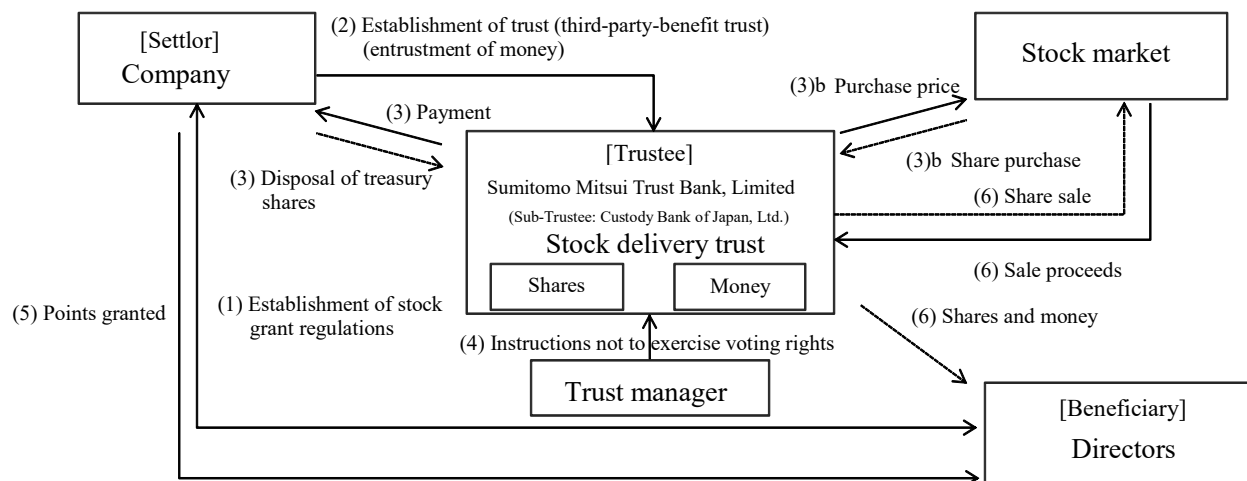 (2) Establishment of trust (third-party-benefit trust)
(entrustment of money)
[Settlor]
Company
Stock market
(3)b Purchase price
(3) Payment
[Trustee]
(3)b Share purchase
(3) Disposal of treasury
shares
Sumitomo Mitsui Trust Bank, Limited
(6) Share sale
(Sub-Trustee: Custody Bank of Japan, Ltd.)
Stock delivery trust
(6) Sale proceeds
Shares
Money
(5) Points granted
(1) Establishment of stock
grant regulations
(6) Shares and money
(4) Instructions not to exercise voting rights
Trust manager
[Beneficiary]
Directors